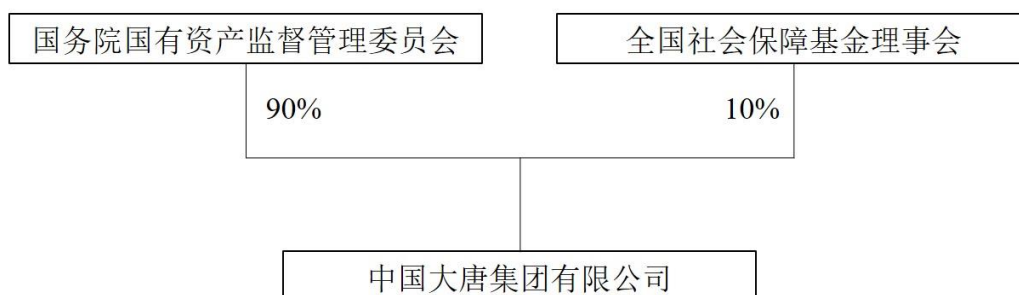 国务院国有资产监督管理委员会
全国社会保障基金理事会
90%
10%
中国大唐集团有限公司